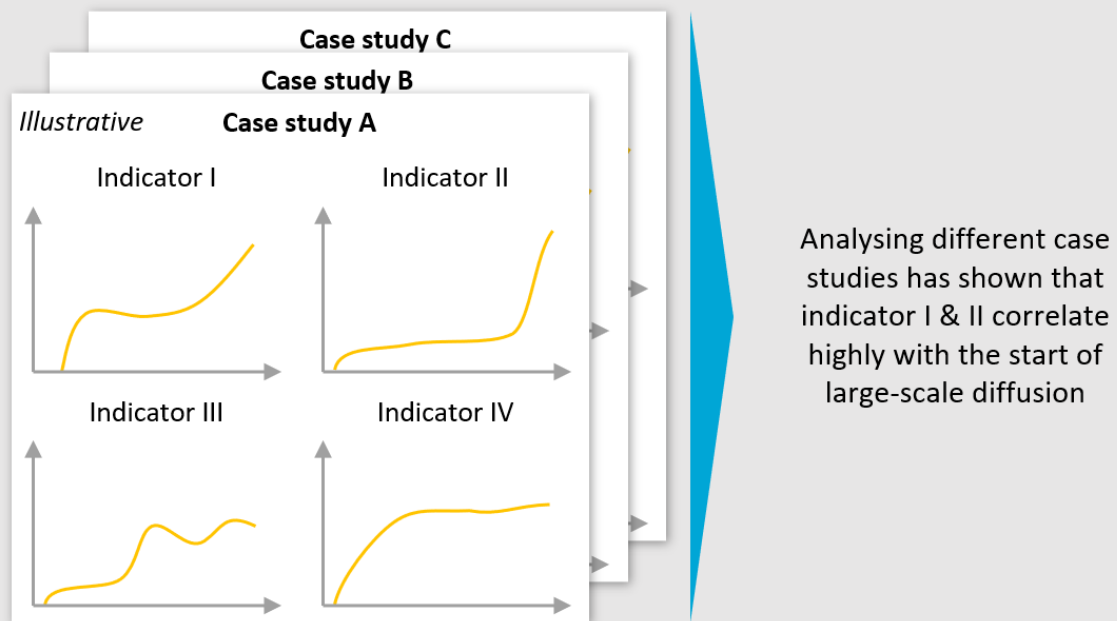 Case study C
Case study B
Illustrative Case study A
Indicator I
Indicator II
Indicator III
Indicator IV
Analysing different case
studies has shown that
indicator I & II correlate
highly with the start of
large-scale diffusion